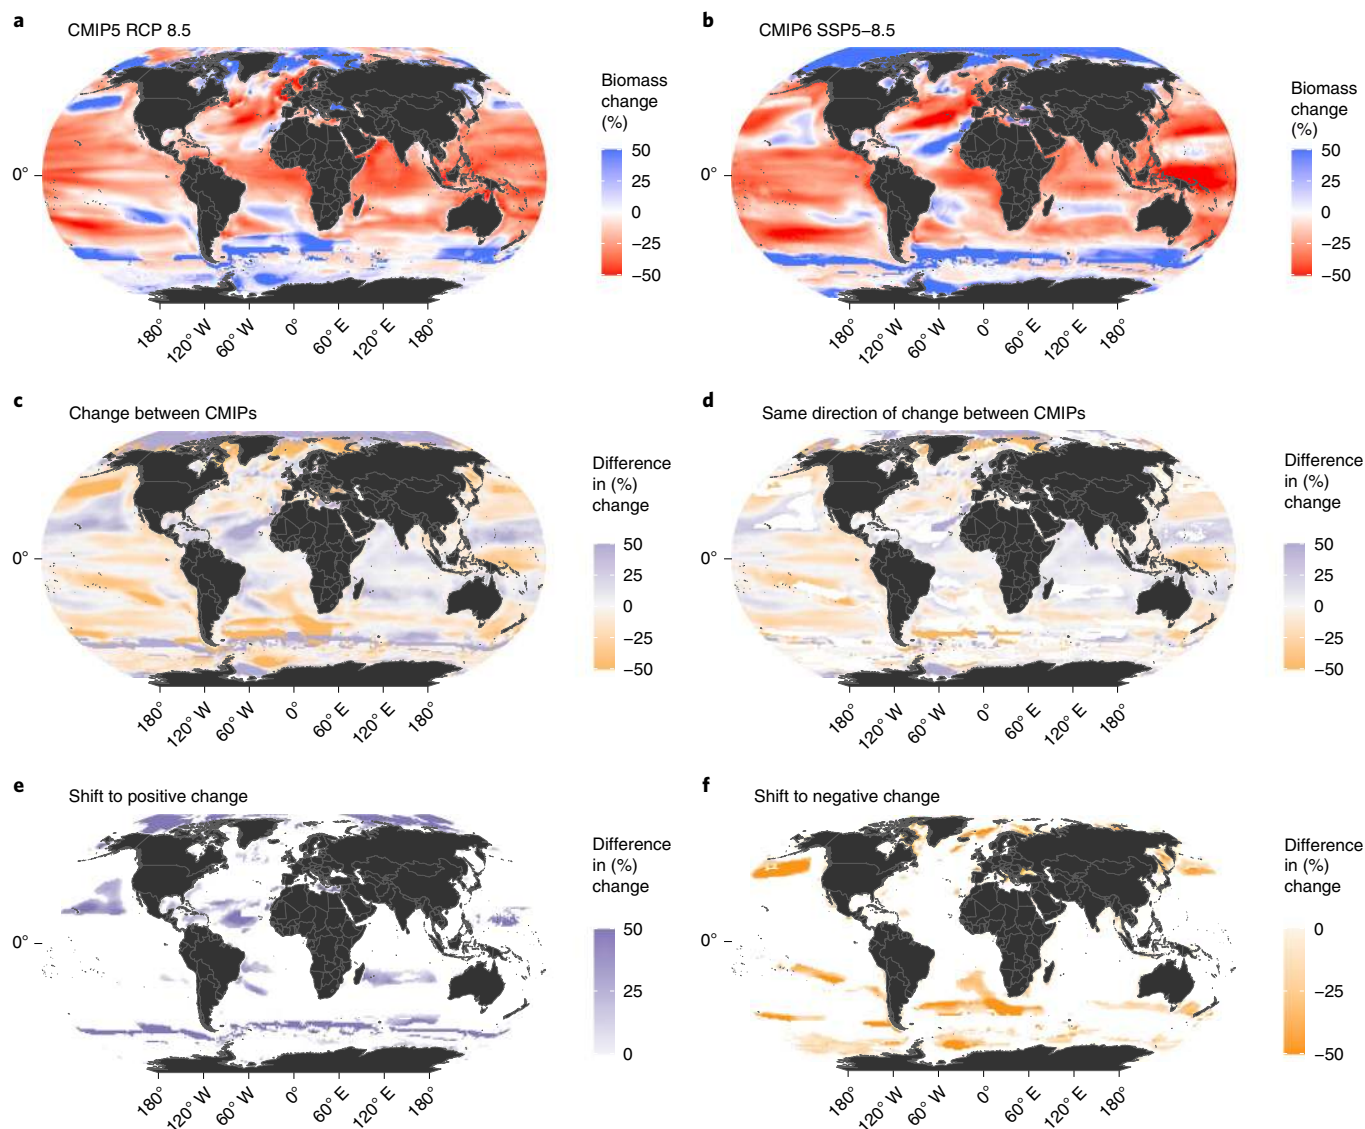 a
CMIP5 RCP 8.5
Biomass
change
(%)
50
25
0
−25
−50
0°
180°
120° W
60° W
0°
60° E
120° E
180°
b
CMIP6 SSP5–8.5
Biomass
change
(%)
50
25
0
−25
−50
180°
120° W
60° W
0°
60° E
120° E
180°
c
Change between CMIPs
Difference
in (%)
change
50
25
0
−25
−50
0°
180°
120° W
60° W
0°
60° E
120° E
180°
d
Same direction of change between CMIPs
Difference
in (%)
change
50
25
0
−25
−50
0°
180°
120° W
60° W
0°
60° E
120° E
180°
e
Shift to positive change
Difference
in (%)
change
50
25
0
0°
180°
120° W
60° W
0°
60° E
120° E
180°
f
Shift to negative change
Difference
in (%)
change
0
−25
−50
0°
180°
120° W
60° W
0°
60° E
120° E
180°